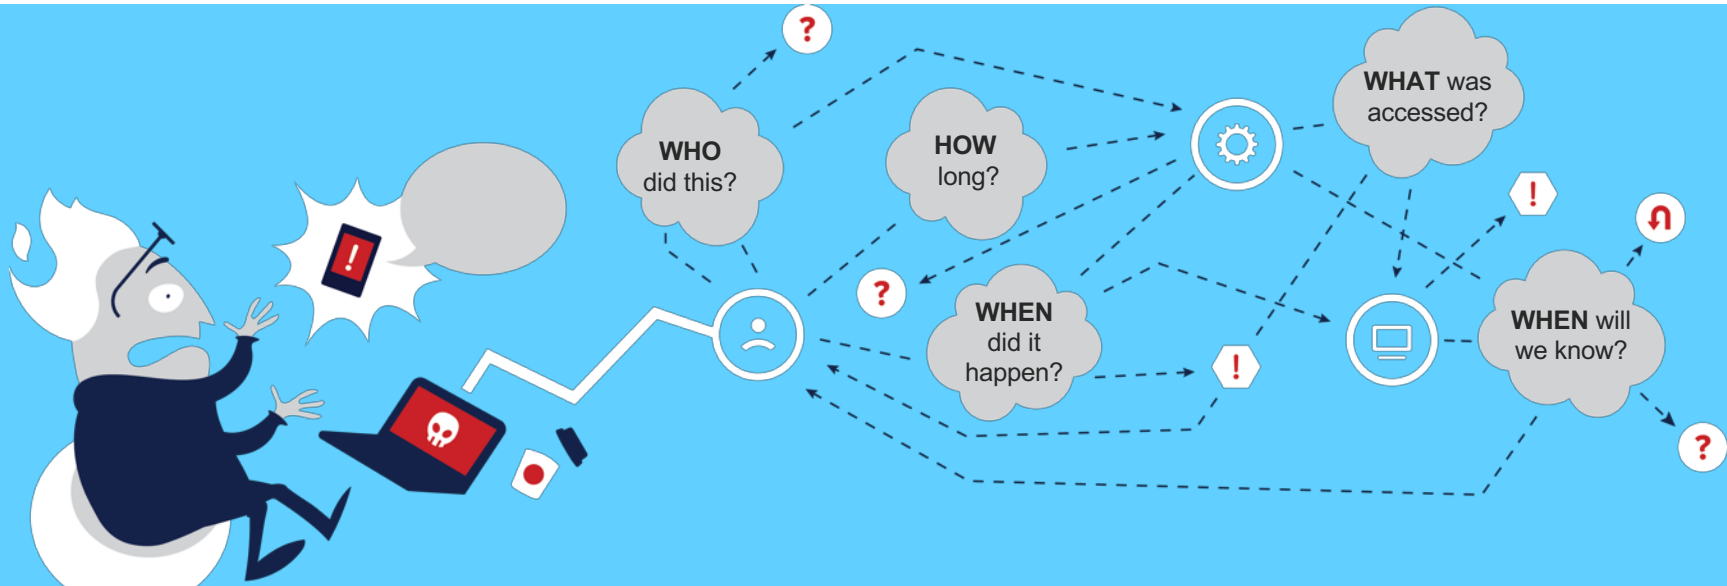 WHO
did this?
HOW
long?
WHAT was
accessed?
WHEN
did it
happen?
WHEN will
we know?
?
?
?
!
!
!